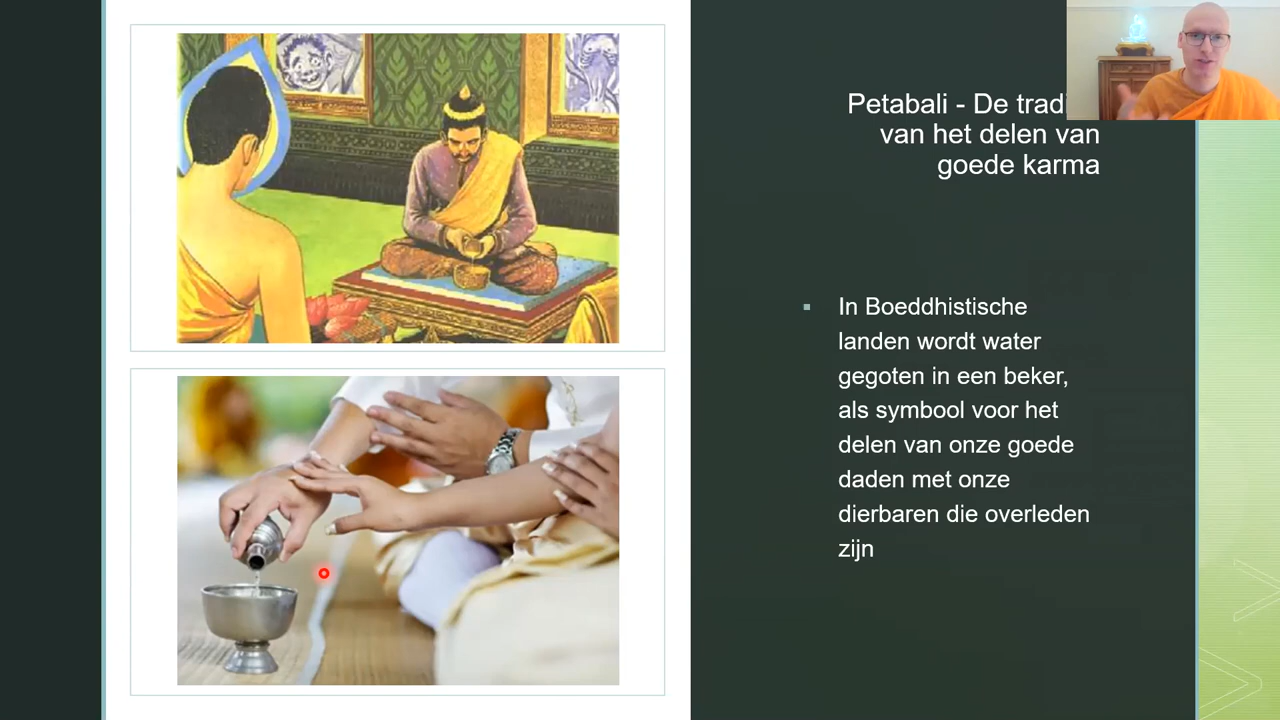 Petabali - De tradi
van het delen van
goede karma
In Boeddhistische
landen wordt water
gegoten in een beker,
als symbool voor het
delen van onze goede
daden met onze
dierbaren die overleden
zijn